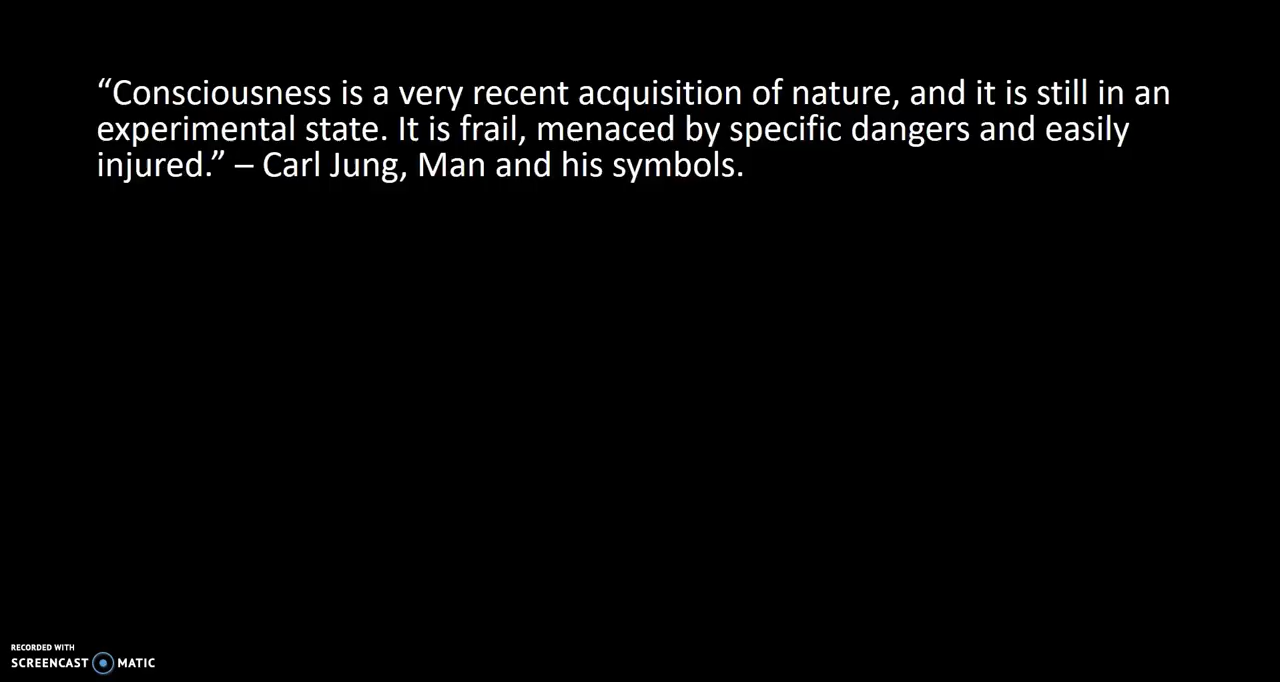 “Consciousness is a very recent acquisition of nature, and it is still in an
experimental state. It is frail, menaced by specific dangers and easily
injured.” – Carl Jung, Man and his symbols.
RECORDED WITH
SCREENCAST MATIC